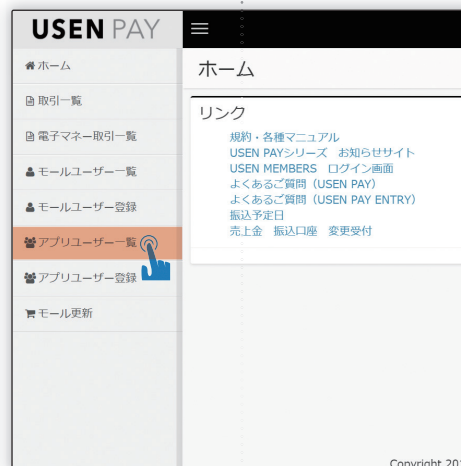 USEN PAY
ホーム
取引一覧
電子マネー取引一覧
モールユーザー一覧
モールユーザー登録
アプリユーザー一覧
アプリユーザー登録
モール更新
ホーム
リンク
規約・各種マニュアル
USEN PAYシリーズ お知らせサイト
USEN MEMBERS ログイン画面
よくあるご質問（USEN PAY）
よくあるご質問（USEN PAY ENTRY）
振込予定日
売上金 振込口座 変更受付
Copyright 201